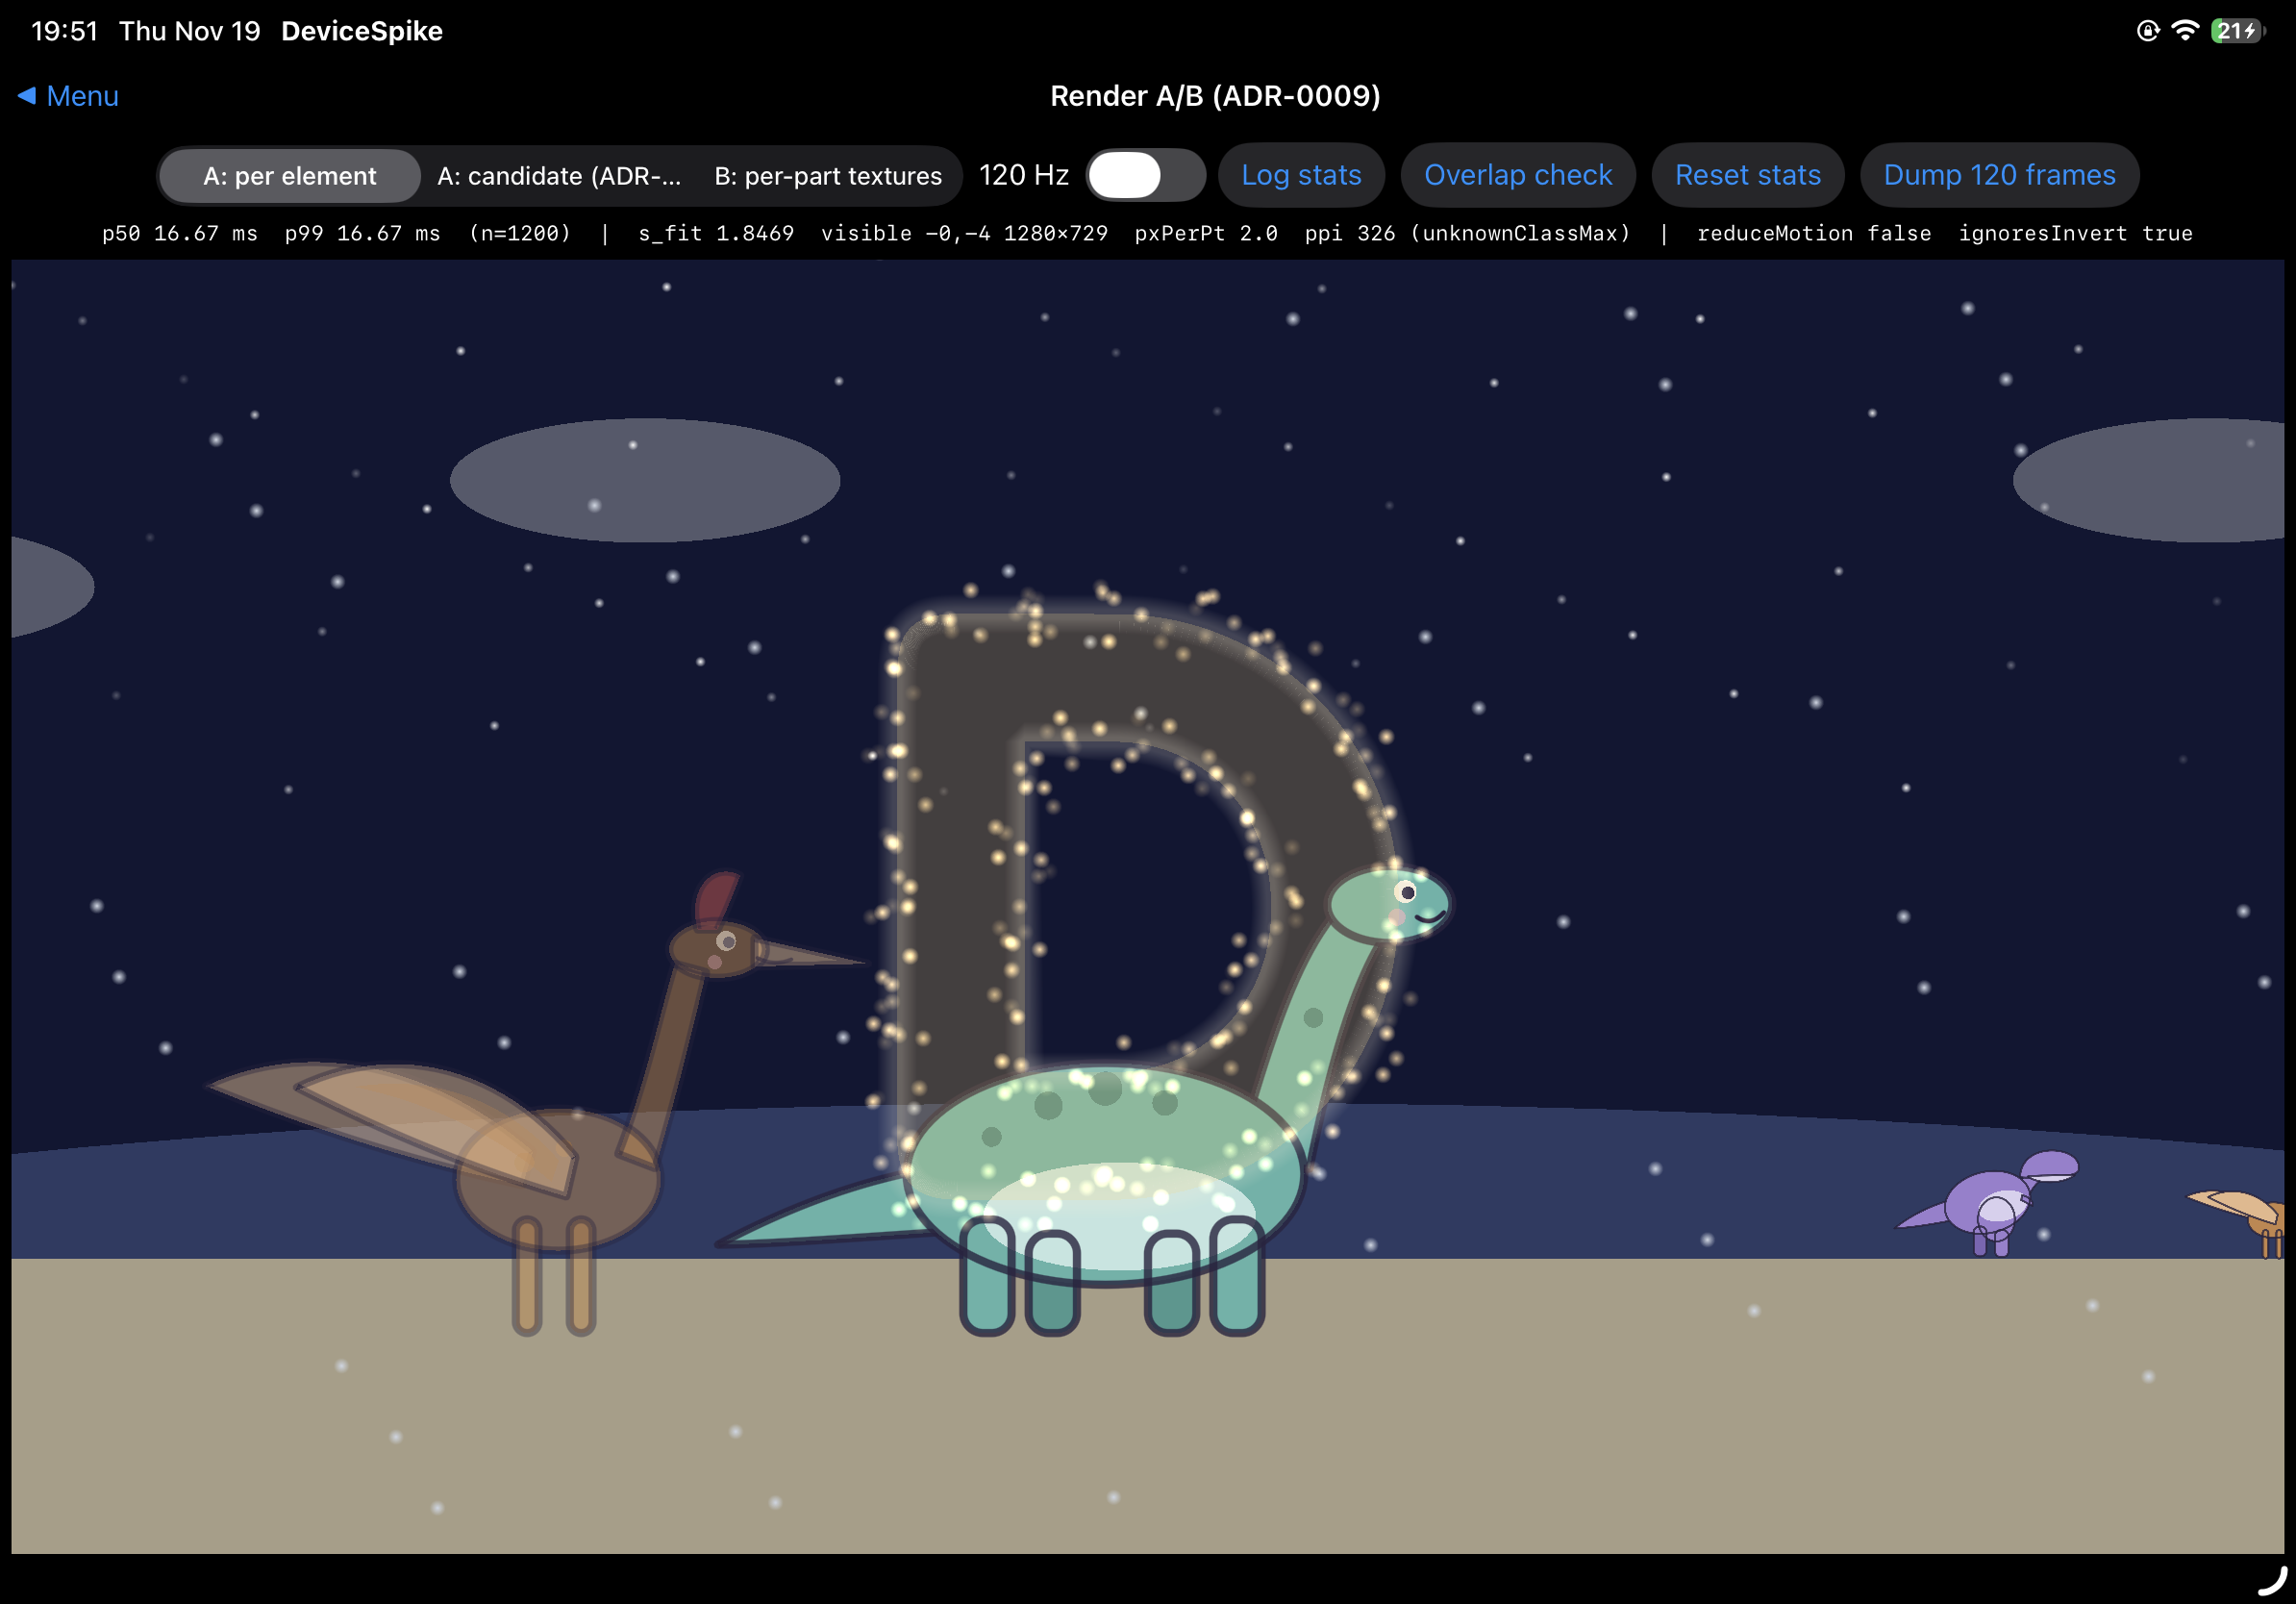 19:51 Thu Nov 19 DeviceSpike 21
◀ Menu Render A/B (ADR-0009)
A: per element A: candidate (ADR-... B: per-part textures 120 Hz Log stats Overlap check Reset stats Dump 120 frames
p50 16.67 ms p99 16.67 ms (n=1200) | s_fit 1.8469 visible −0,−4 1280×729 pxPerPt 2.0 ppi 326 (unknownClassMax) | reduceMotion false ignoresInvert true
D